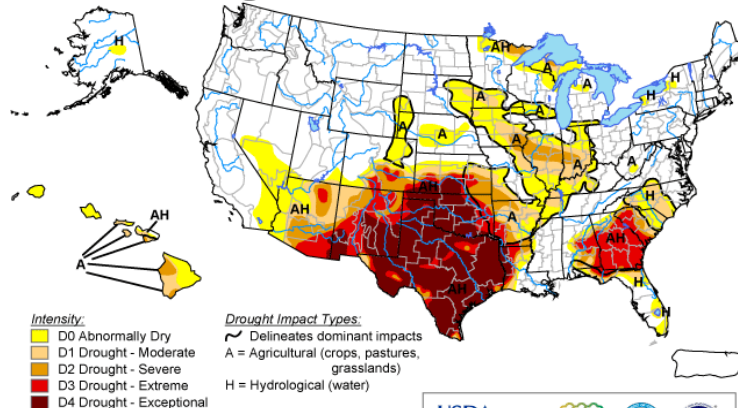 H
AH
A
A
H
H
A
A
A
A
A
A
A
H
AH
AH
A
AH
AH
H
H
AH
A
Intensity:
D0 Abnormally Dry
D1 Drought - Moderate
D2 Drought - Severe
D3 Drought - Extreme
D4 Drought - Exceptional
Drought Impact Types:
Delineates dominant impacts
A = Agricultural (crops, pastures,
grasslands)
H = Hydrological (water)
USDA